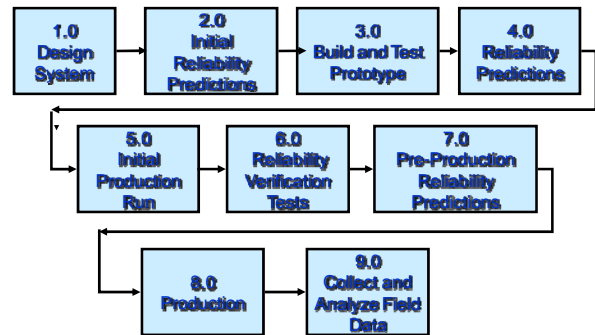 1.0
Design
System
2.0
Initial
Reliability
Predictions
3.0
Build and Test
Prototype
4.0
Reliability
Predictions
5.0
Initial
Production
Run
6.0
Reliability
Verification
Tests
7.0
Pre-Production
Reliability
Predictions
8.0
Production
9.0
Collect and
Analyze Field
Data